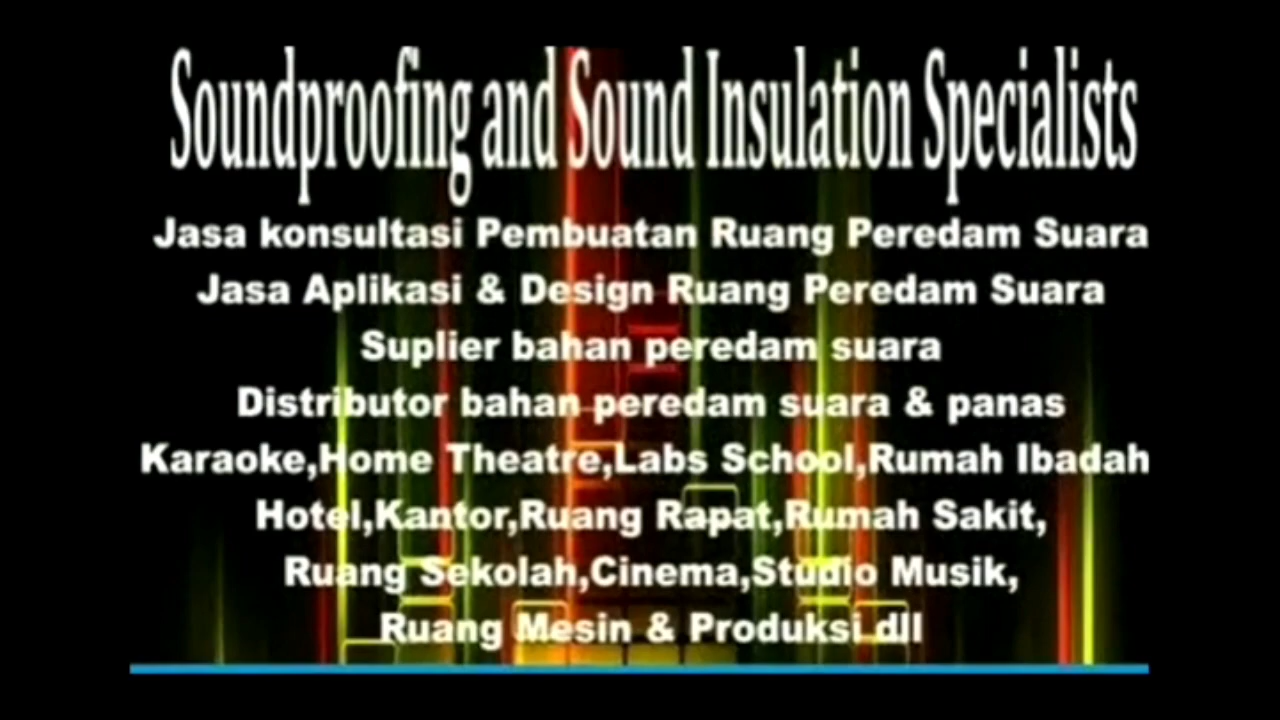 Soundproofing and Sound Insulation Specialists
Jasa konsultasi Pembuatan Ruang Peredam Suara
Jasa Aplikasi & Design Ruang Peredam Suara
Suplier bahan peredam suara
Distributor bahan peredam suara & panas
Karaoke,Home Theatre,Labs School,Rumah Ibadah
Hotel,Kantor,Ruang Rapat,Rumah Sakit,
Ruang Sekolah,Cinema,Studio Musik,
Ruang Mesin & Produksi dll